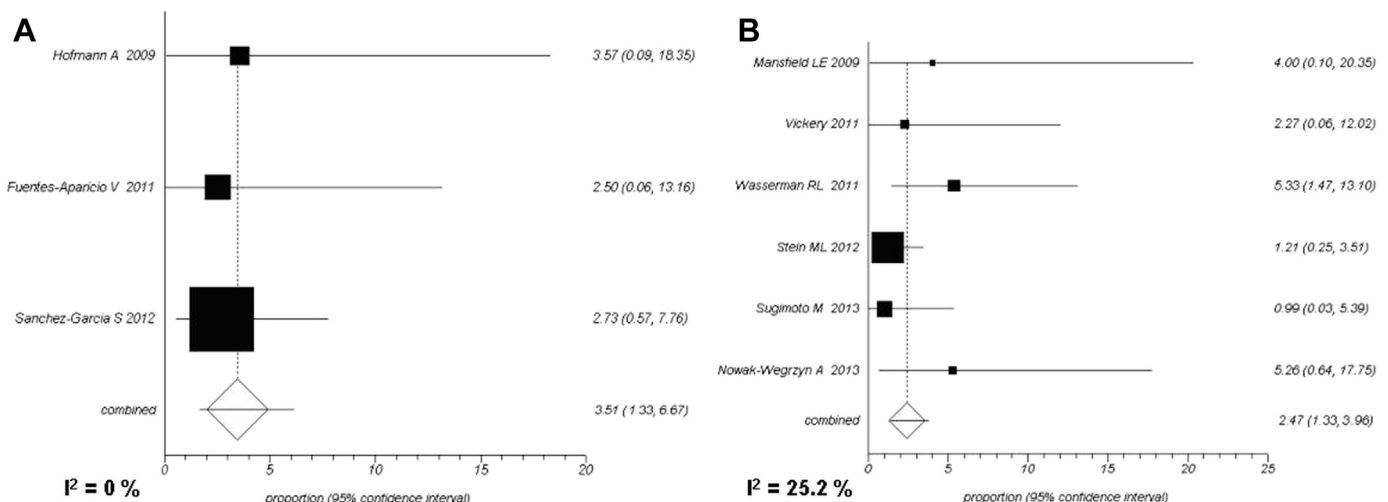 A
Hofmann A 2009 3.57 (0.09, 18.35)
Fuentes-Aparicio V 2011 2.50 (0.06, 13.16)
Sanchez-Garcia S 2012 2.73 (0.57, 7.76)
combined 3.51 (1.33, 6.67)
0 5 10 15 20
I² = 0 %
proportion (95% confidence interval)
B
Mansfield LE 2009 4.00 (0.10, 20.35)
Vickery 2011 2.27 (0.06, 12.02)
Wasserman RL 2011 5.33 (1.47, 13.10)
Stein ML 2012 1.21 (0.25, 3.51)
Sugimoto M 2013 0.99 (0.03, 5.39)
Nowak-Wegrzyn A 2013 5.26 (0.64, 17.75)
combined 2.47 (1.33, 3.96)
0 5 10 15 20 25
I² = 25.2 %
proportion (95% confidence interval)